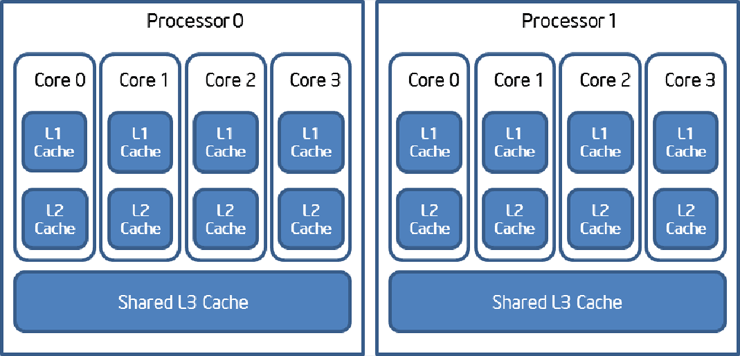 Processor 0
Core 0 Core 1 Core 2 Core 3
L1 L1 L1 L1
Cache Cache Cache Cache
L2 L2 L2 L2
Cache Cache Cache Cache
Shared L3 Cache
Processor 1
Core 0 Core 1 Core 2 Core 3
L1 L1 L1 L1
Cache Cache Cache Cache
L2 L2 L2 L2
Cache Cache Cache Cache
Shared L3 Cache